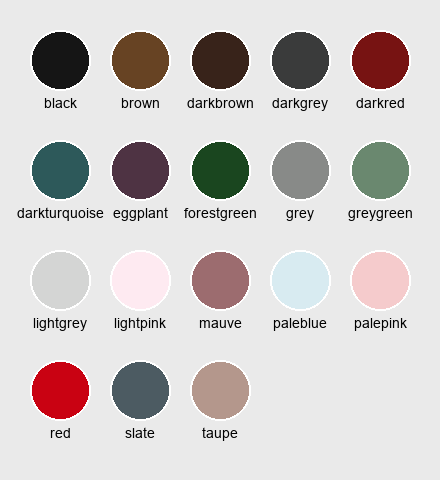 black brown darkbrown darkgrey darkred
darkturquoise eggplant forestgreen grey greygreen
lightgrey lightpink mauve paleblue palepink
red slate taupe